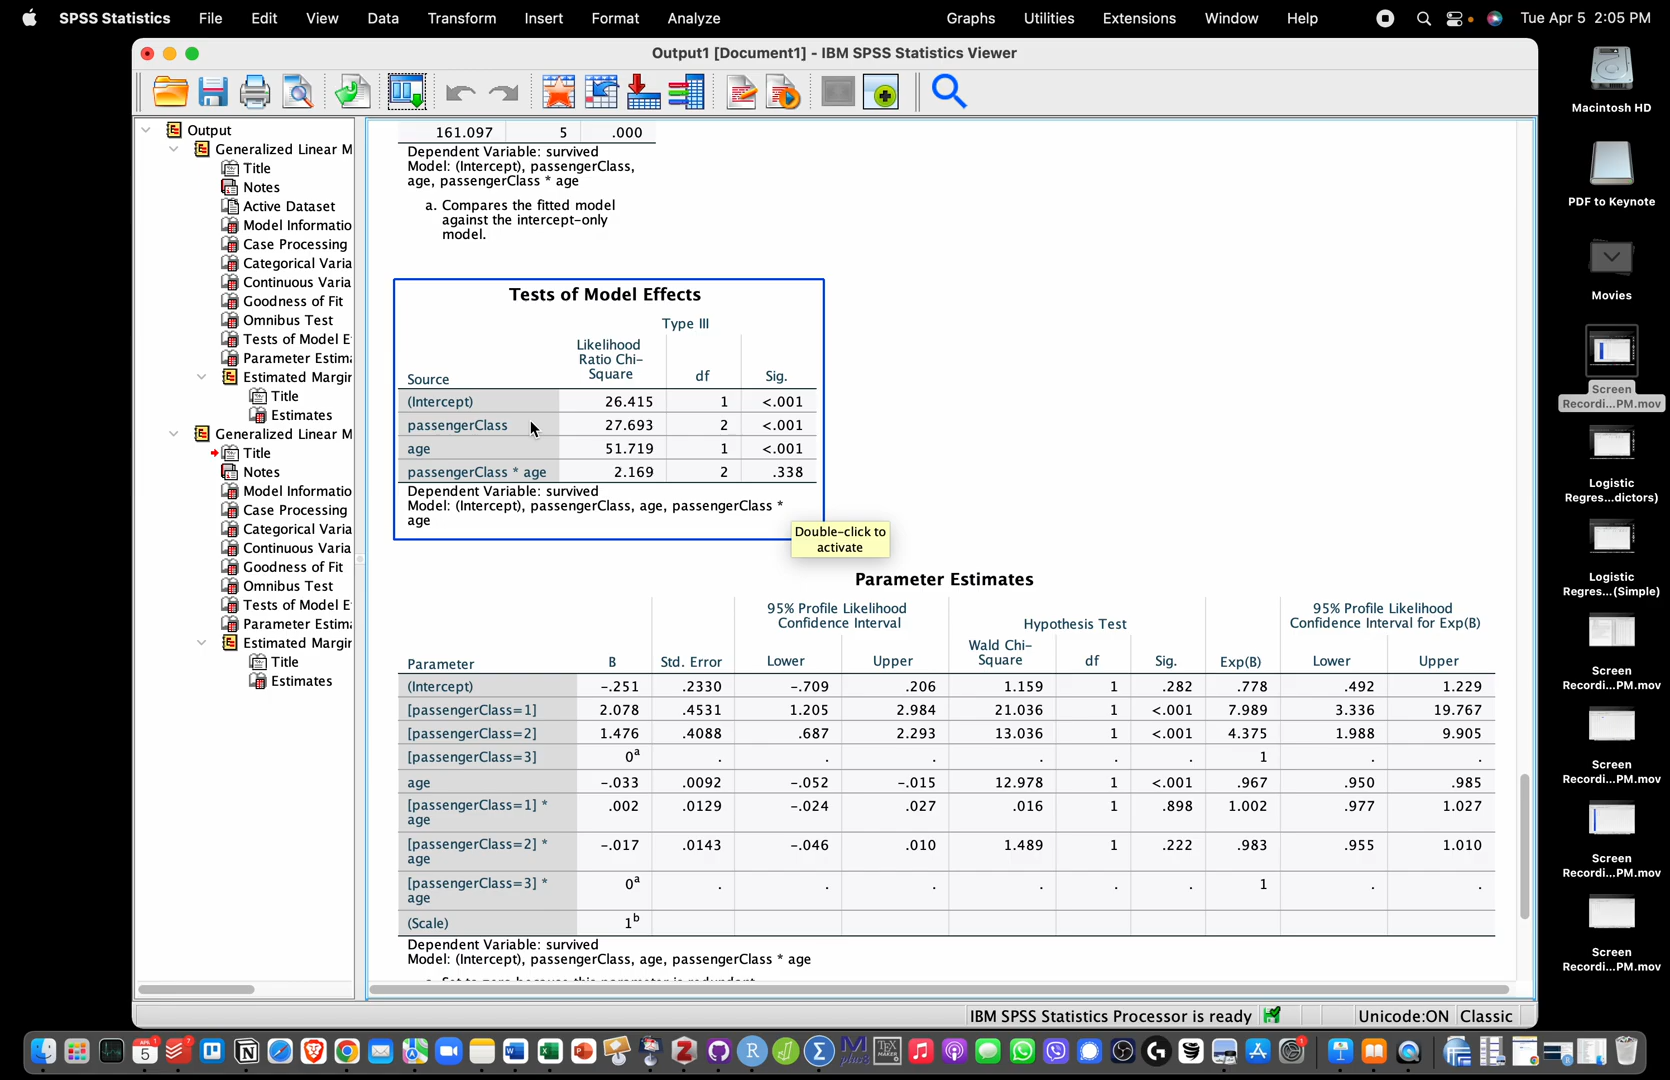 SPSS Statistics File Edit View Data Transform Insert Format Analyze Graphs Utilities Extensions Window Help Tue Apr 5 2:05 PM
Output1 [Document1] - IBM SPSS Statistics Viewer
Output
Generalized Linear M
Title
Notes
Active Dataset
Model Informatio
Case Processing
Categorical Varia
Continuous Varia
Goodness of Fit
Omnibus Test
Tests of Model E
Parameter Estima
Estimated Margin
Title
Estimates
Generalized Linear M
Title
Notes
Model Informatio
Case Processing
Categorical Varia
Continuous Varia
Goodness of Fit
Omnibus Test
Tests of Model E
Parameter Estima
Estimated Margin
Title
Estimates
161.097 5 .000
Dependent Variable: survived
Model: (Intercept), passengerClass,
age, passengerClass * age
a. Compares the fitted model
against the intercept-only
model.
Tests of Model Effects
Type III
Likelihood
Ratio Chi-
Source Square df Sig.
(Intercept) 26.415 1 <.001
passengerClass 27.693 2 <.001
age 51.719 1 <.001
passengerClass * age 2.169 2 .338
Dependent Variable: survived
Model: (Intercept), passengerClass, age, passengerClass *
age
Double-click to
activate
Parameter Estimates
95% Profile Likelihood
Confidence Interval
Hypothesis Test
95% Profile Likelihood
Confidence Interval for Exp(B)
Wald Chi-
Parameter B Std. Error Lower Upper Square df Sig. Exp(B) Lower Upper
(Intercept) -.251 .2330 -.709 .206 1.159 1 .282 .778 .492 1.229
[passengerClass=1] 2.078 .4531 1.205 2.984 21.036 1 <.001 7.989 3.336 19.767
[passengerClass=2] 1.476 .4088 .687 2.293 13.036 1 <.001 4.375 1.988 9.905
[passengerClass=3] 0a . . . . . . 1 . .
age -.033 .0092 -.052 -.015 12.978 1 <.001 .967 .950 .985
[passengerClass=1] * .002 .0129 -.024 .027 .016 1 .898 1.002 .977 1.027
age
[passengerClass=2] * -.017 .0143 -.046 .010 1.489 1 .222 .983 .955 1.010
age
[passengerClass=3] * 0a . . . . . . 1 . .
age
(Scale) 1b
Dependent Variable: survived
Model: (Intercept), passengerClass, age, passengerClass * age
IBM SPSS Statistics Processor is ready Unicode:ON Classic
Macintosh HD
PDF to Keynote
Movies
Screen
Recordi...PM.mov
Logistic
Regres...dictors)
Logistic
Regres...(Simple)
Screen
Recordi...PM.mov
Screen
Recordi...PM.mov
Screen
Recordi...PM.mov
Screen
Recordi...PM.mov